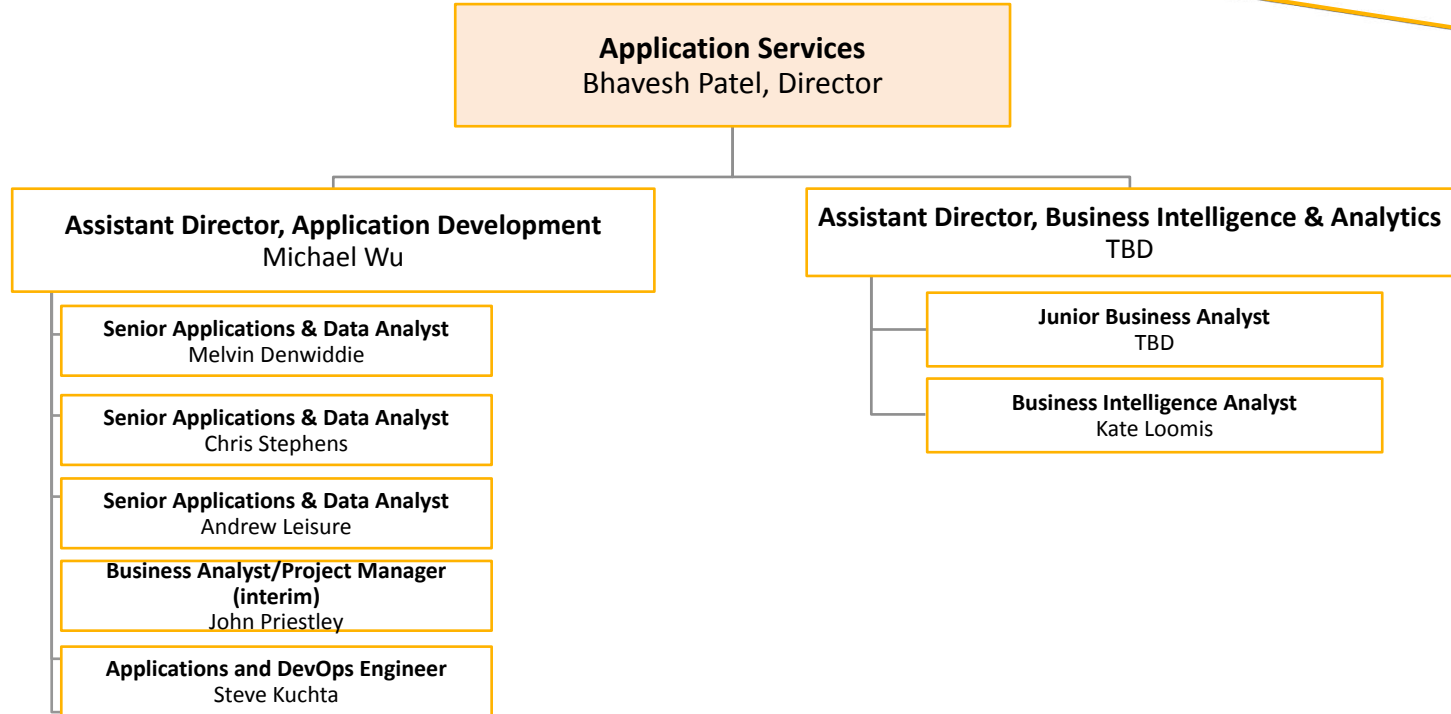 Application Services
Bhavesh Patel, Director
Assistant Director, Application Development
Michael Wu
Senior Applications & Data Analyst
Melvin Denwiddie
Senior Applications & Data Analyst
Chris Stephens
Senior Applications & Data Analyst
Andrew Leisure
Business Analyst/Project Manager
(interim)
John Priestley
Applications and DevOps Engineer
Steve Kuchta
Assistant Director, Business Intelligence & Analytics
TBD
Junior Business Analyst
TBD
Business Intelligence Analyst
Kate Loomis